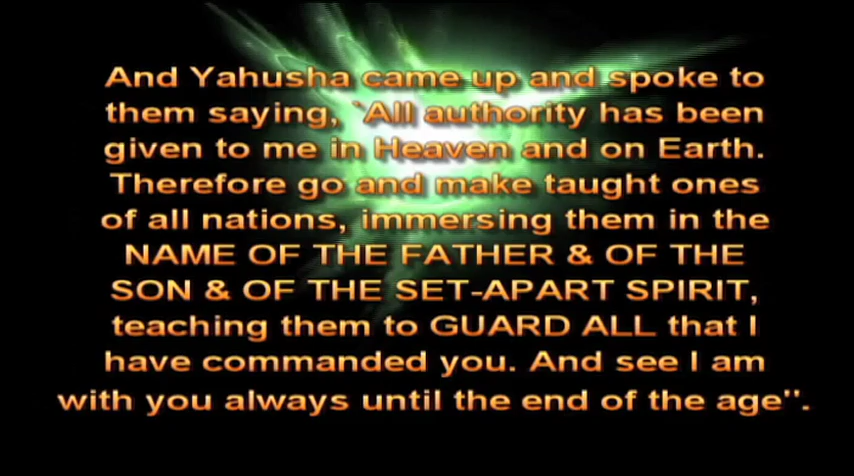 And Yahusha came up and spoke to
them saying, `All authority has been
given to me in Heaven and on Earth.
Therefore go and make taught ones
of all nations, immersing them in the
NAME OF THE FATHER & OF THE
SON & OF THE SET-APART SPIRIT,
teaching them to GUARD ALL that I
have commanded you. And see I am
with you always until the end of the age".